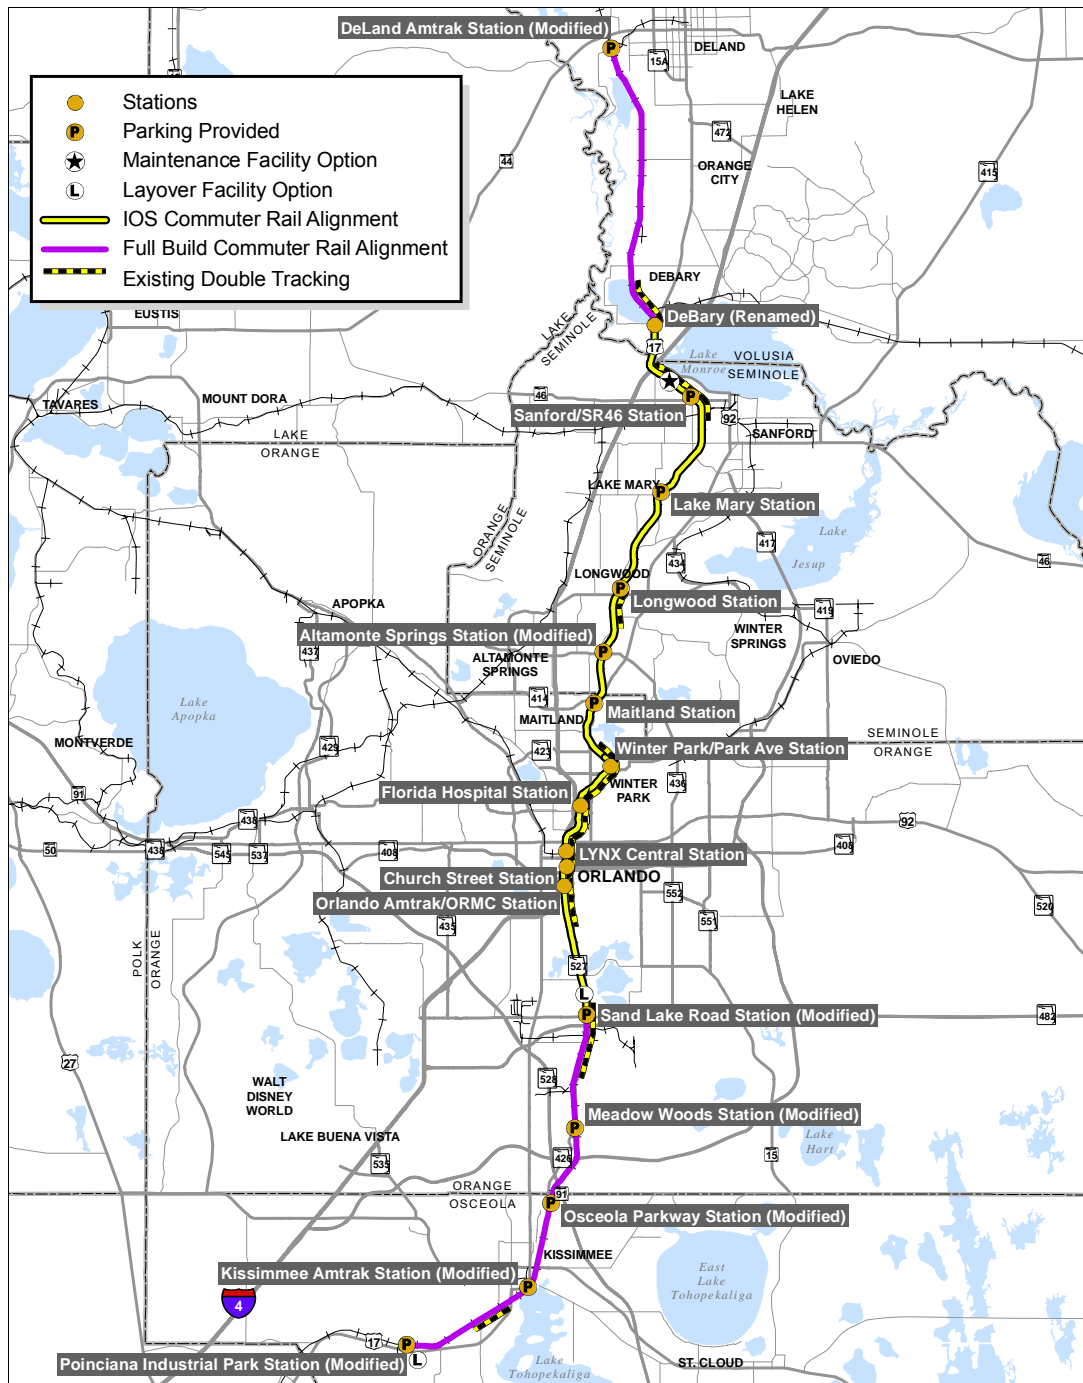 DeLand Amtrak Station (Modified)
DELAND
15A
LAKE
HELEN
Stations
P
Parking Provided
Maintenance Facility Option
L
Layover Facility Option
IOS Commuter Rail Alignment
Full Build Commuter Rail Alignment
Existing Double Tracking
472
44
ORANGE
CITY
415
DEBARY
EUSTIS
DeBary (Renamed)
LAKE
SEMINOLE
17
Lake
Monroe
VOLUSIA
SEMINOLE
TAVARES
MOUNT DORA
46
Sanford/SR46 Station
92
SANFORD
LAKE
ORANGE
LAKE MARY
Lake Mary Station
ORANGE
SEMINOLE
Lake
Jesup
417
434
46
LONGWOOD
Longwood Station
419
APOPKA
Altamonte Springs Station (Modified)
WINTER
SPRINGS
437
ALTAMONTE
SPRINGS
OVIEDO
414
Lake
Apopka
MAITLAND
Maitland Station
SEMINOLE
ORANGE
MONTVERDE
429
423
Winter Park/Park Ave Station
WINTER
PARK
436
91
Florida Hospital Station
438
92
50
438
545
537
408
LYNX Central Station
408
Church Street Station
ORLANDO
Orlando Amtrak/ORMC Station
552
551
520
435
POLK
ORANGE
527
L
P
Sand Lake Road Station (Modified)
482
27
528
WALT
DISNEY
WORLD
Meadow Woods Station (Modified)
P
LAKE BUENA VISTA
Lake
Hart
535
426
15
ORANGE
OSCEOLA
91
P
Osceola Parkway Station (Modified)
KISSIMMEE
Kissimmee Amtrak Station (Modified)
P
East
Lake
Tohopekaliga
4
17
P
Poinciana Industrial Park Station (Modified)
L
Lake
Tohopekaliga
ST. CLOUD